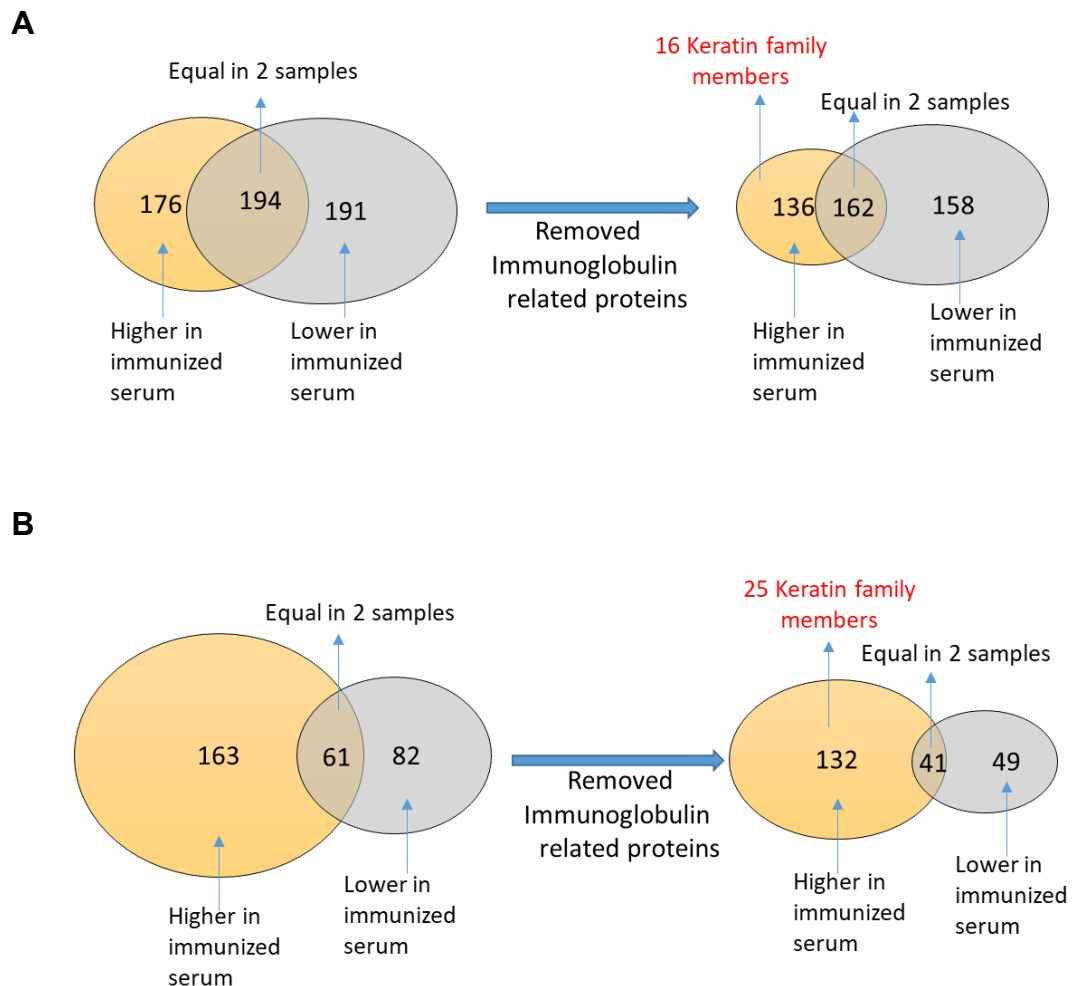 A
16 Keratin family
members
Equal in 2 samples
Equal in 2 samples
176
194
191
136
162
158
Removed
Immunoglobulin
related proteins
Higher in
immunized
serum
Lower in
immunized
serum
Higher in
immunized
serum
Lower in
immunized
serum
B
25 Keratin family
members
Equal in 2 samples
Equal in 2 samples
163
61
82
132
41
49
Removed
Immunoglobulin
related proteins
Higher in
immunized
serum
Lower in
immunized
serum
Higher in
immunized
serum
Lower in
immunized
serum